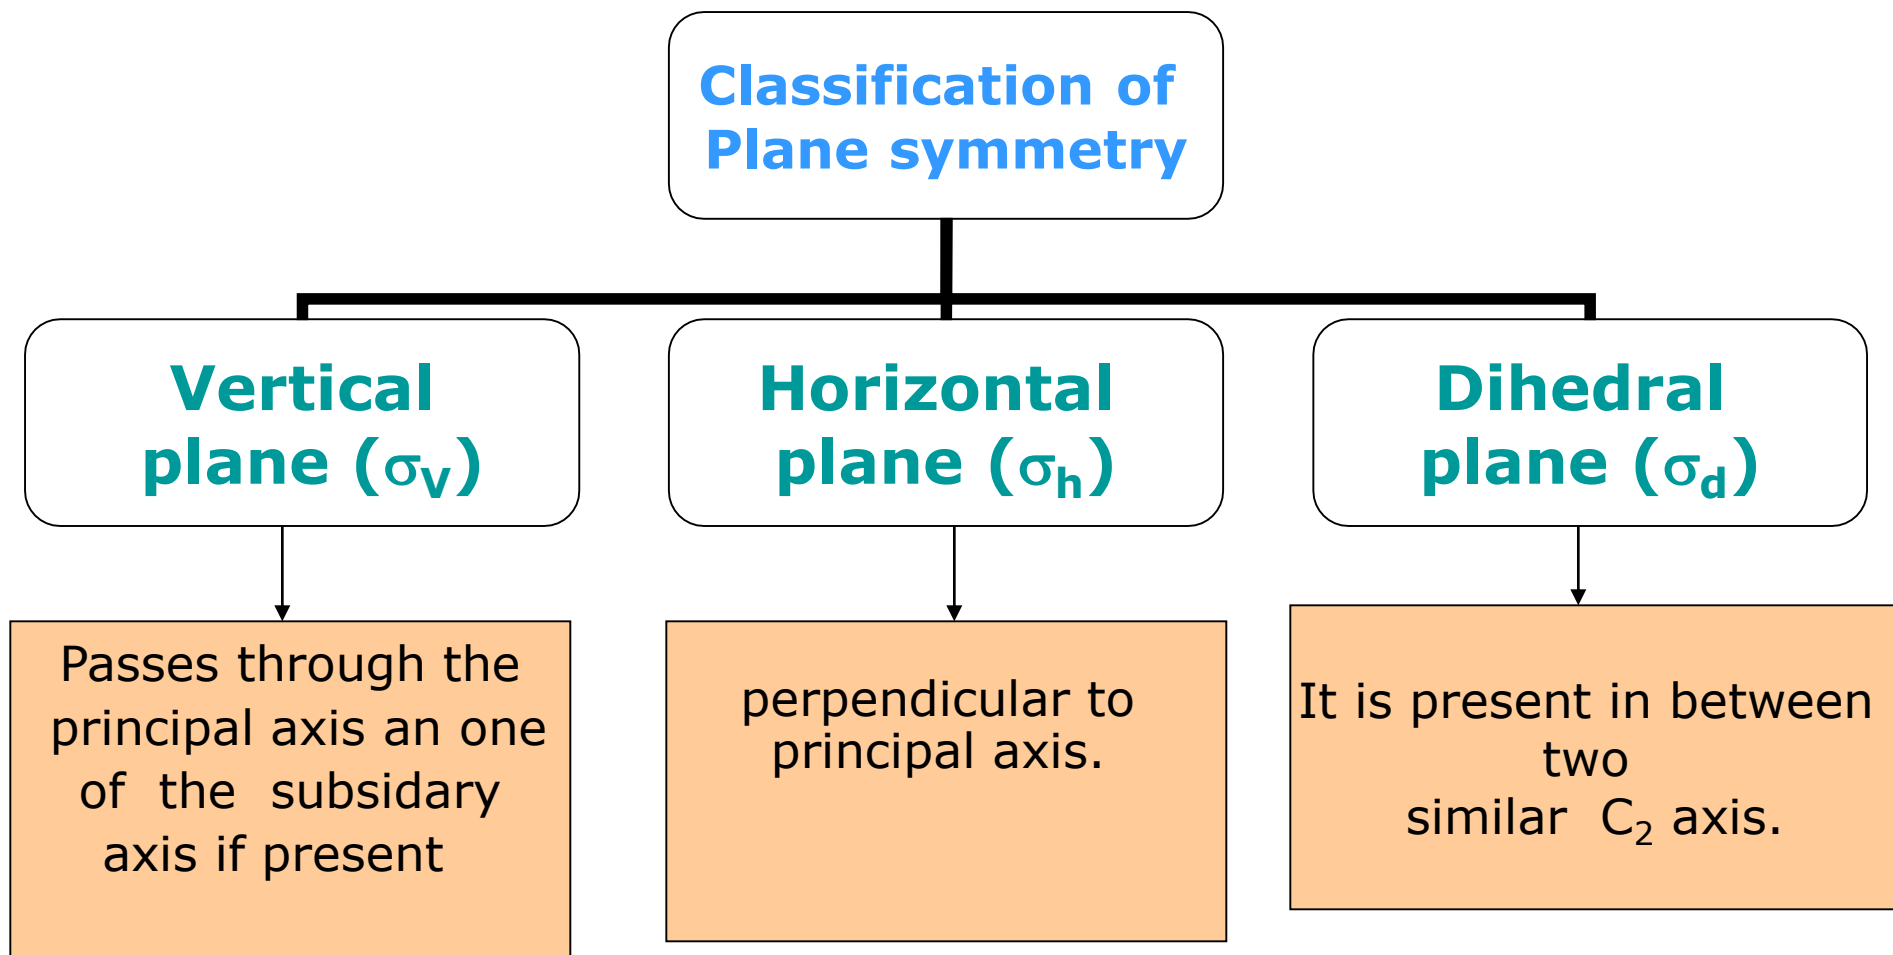 Classification of
Plane symmetry
Vertical
plane (σV)
Horizontal
plane (σh)
Dihedral
plane (σd)
Passes through the
principal axis an one
of the subsidary
axis if present
perpendicular to
principal axis.
It is present in between
two
similar C2 axis.